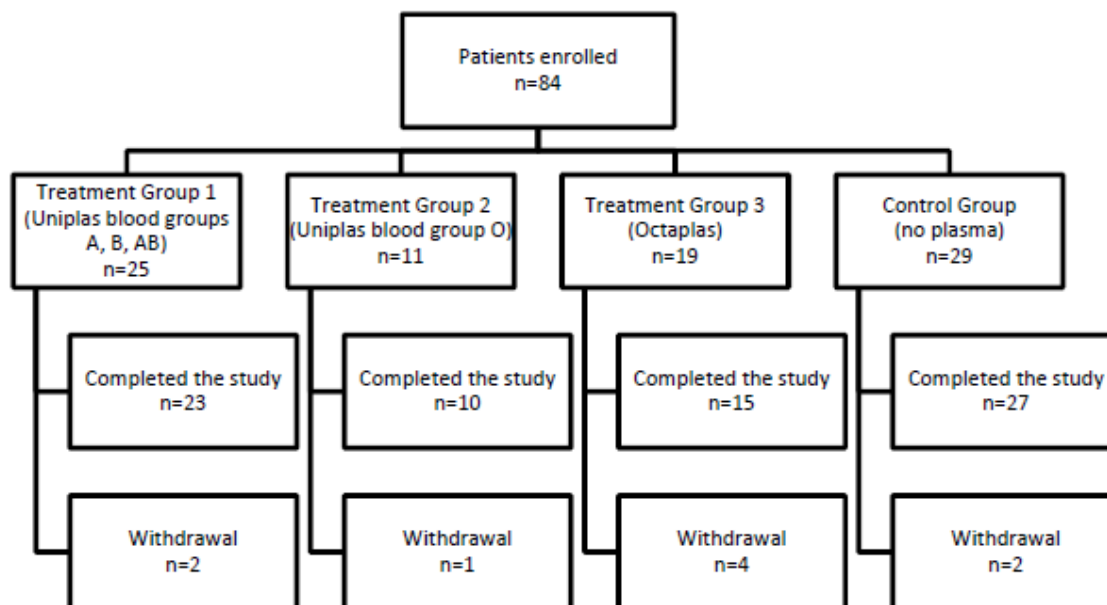 Patients enrolled
n=84
Treatment Group 1
(Uniplas blood groups
A, B, AB)
n=25
Treatment Group 2
(Uniplas blood group O)
n=11
Treatment Group 3
(Octaplas)
n=19
Control Group
(no plasma)
n=29
Completed the study
n=23
Completed the study
n=10
Completed the study
n=15
Completed the study
n=27
Withdrawal
n=2
Withdrawal
n=1
Withdrawal
n=4
Withdrawal
n=2